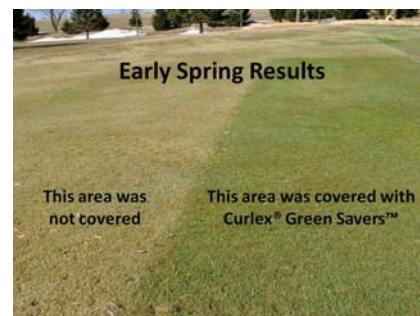 Early Spring Results
This area was
not covered
This area was covered with
Curlex® Green Savers™